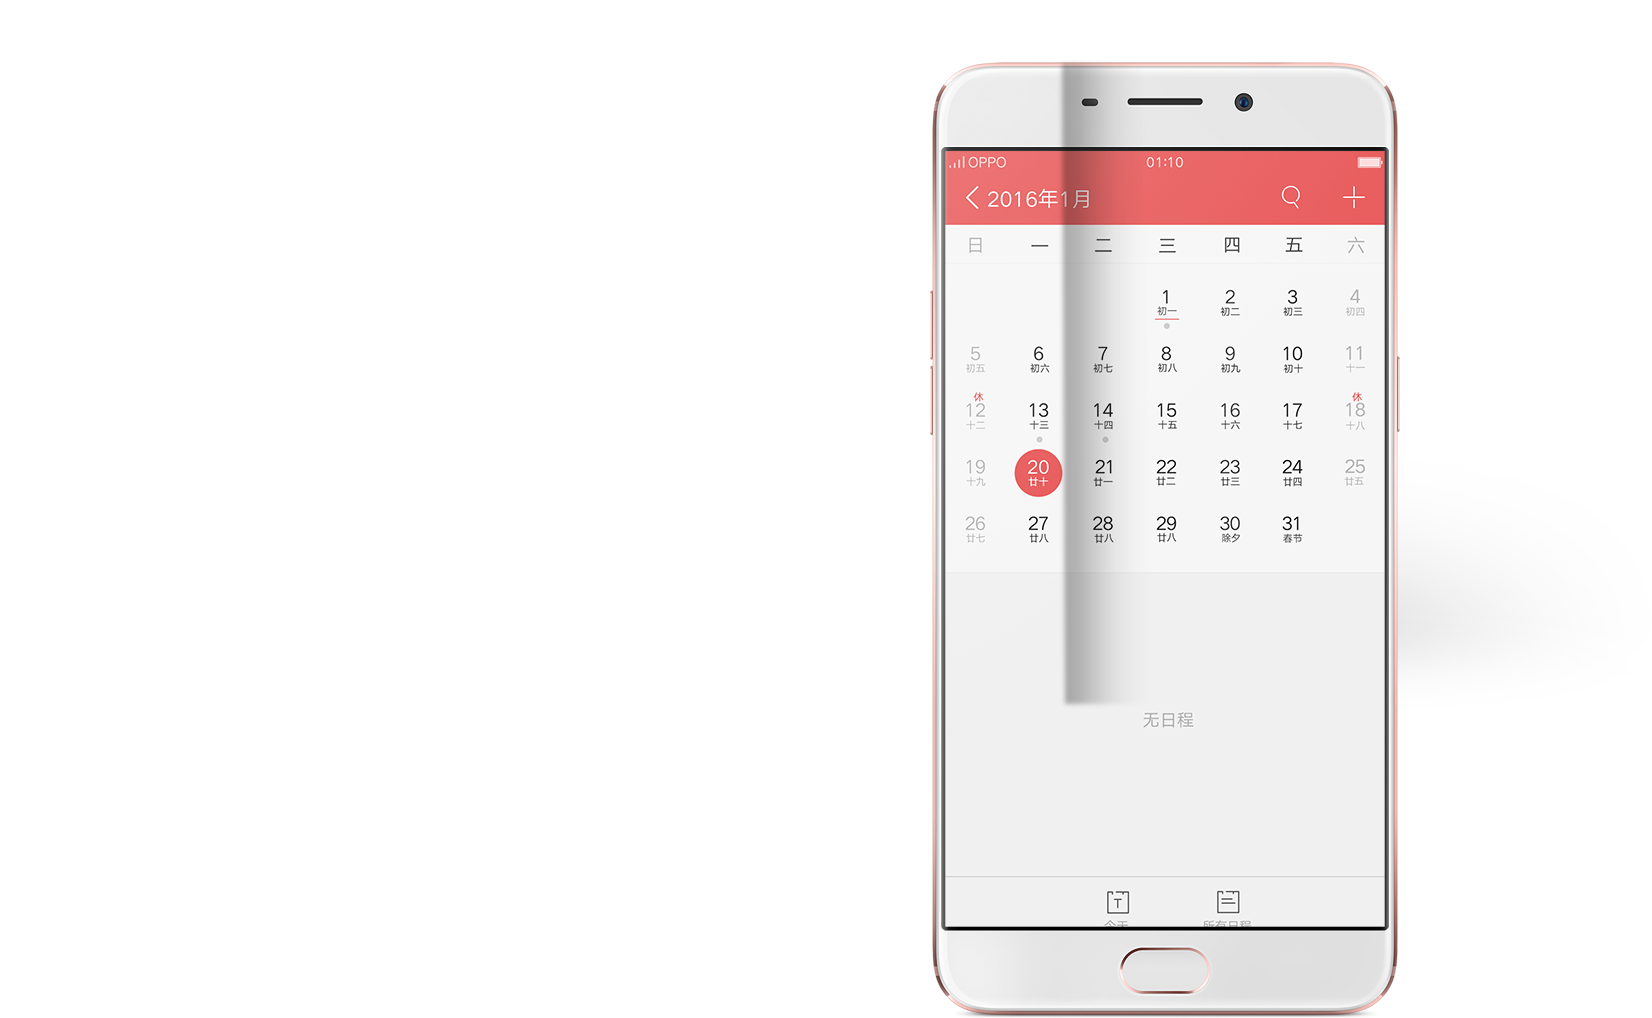 OPPO 01:10
2016年1月
日 一 二 三 四 五 六
1 2 3 4
初一 初二 初三 初四
5 6 7 8 9 10 11
初五 初六 初七 初八 初九 初十 十一
休 休
12 13 14 15 16 17 18
十二 十三 十四 十五 十六 十七 十八
19 20 21 22 23 24 25
十九 廿十 廿一 廿二 廿三 廿四 廿五
26 27 28 29 30 31
廿七 廿八 廿八 廿八 除夕 春节
无日程
T
今天 所有日程